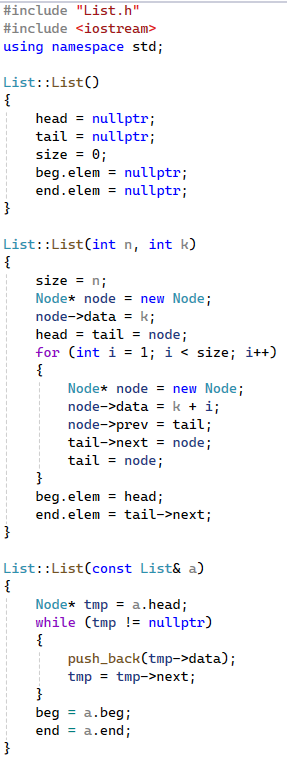 #include "List.h"
#include <iostream>
using namespace std;

List::List()
{
    head = nullptr;
    tail = nullptr;
    size = 0;
    beg.elem = nullptr;
    end.elem = nullptr;
}

List::List(int n, int k)
{
    size = n;
    Node* node = new Node;
    node->data = k;
    head = tail = node;
    for (int i = 1; i < size; i++)
    {
        Node* node = new Node;
        node->data = k + i;
        node->prev = tail;
        tail->next = node;
        tail = node;
    }
    beg.elem = head;
    end.elem = tail->next;
}

List::List(const List& a)
{
    Node* tmp = a.head;
    while (tmp != nullptr)
    {
        push_back(tmp->data);
        tmp = tmp->next;
    }
    beg = a.beg;
    end = a.end;
}